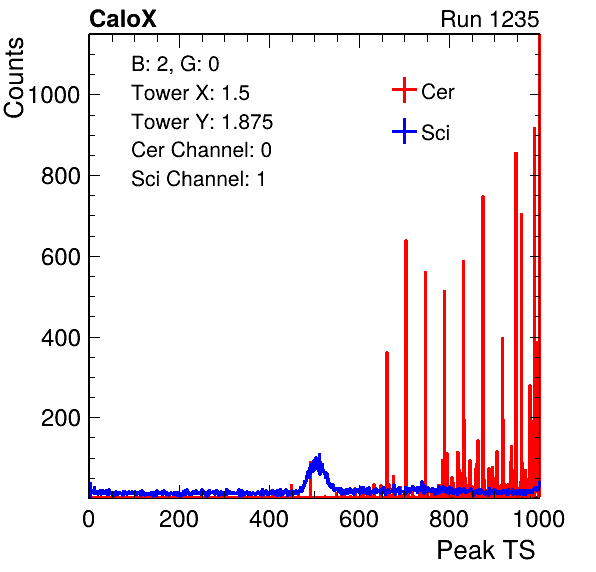 CaloX
Run 1235
Counts
B: 2, G: 0
Tower X: 1.5
Tower Y: 1.875
Cer Channel: 0
Sci Channel: 1
Cer
Sci
1000
800
600
400
200
0 200 400 600 800 1000
Peak TS